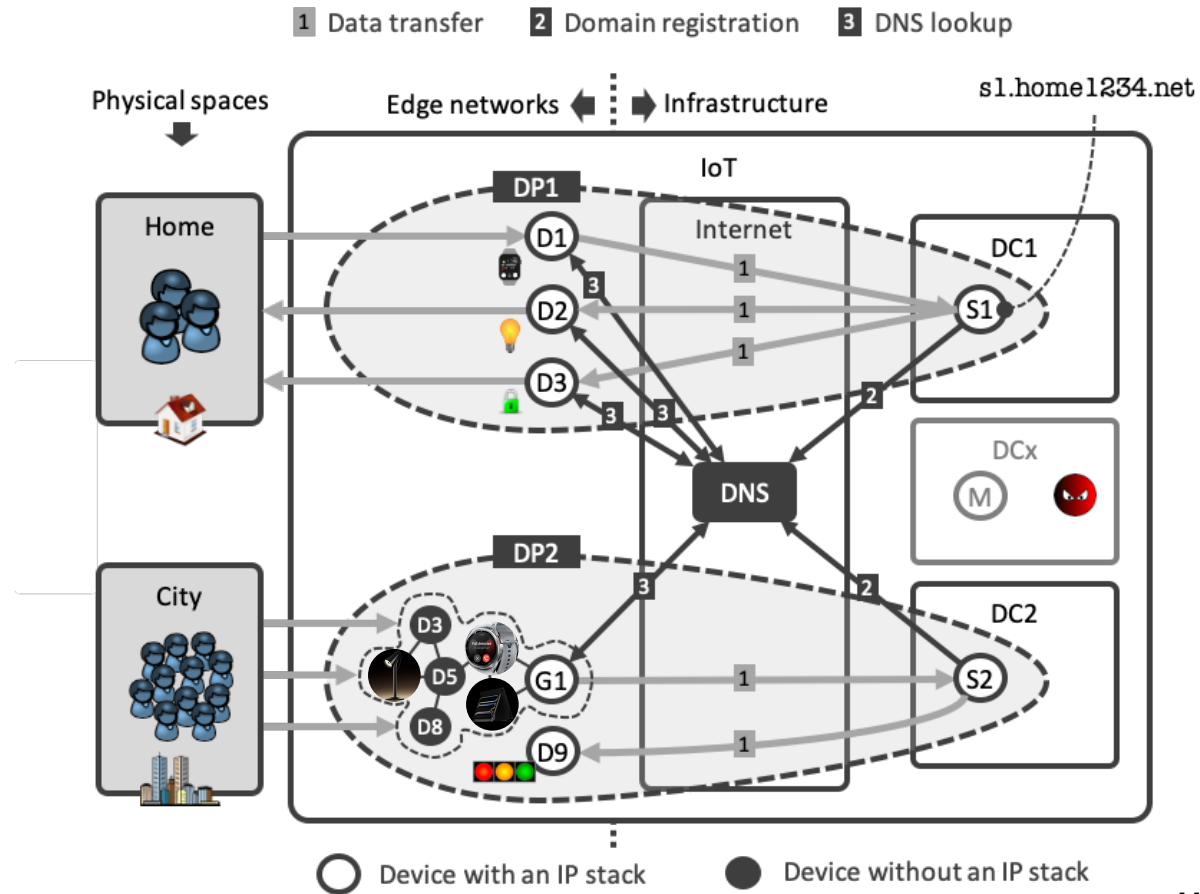 1 Data transfer 2 Domain registration 3 DNS lookup
Physical spaces
Edge networks Infrastructure
s1.home1234.net
IoT
DP1
Home
D1
Internet
DC1
1
3
D2
1
S1
1
D3
2
3
3
DCx
M
DNS
DP2
City
3
2
DC2
D3
D5
G1
1
S2
D8
D9
1
Device with an IP stack
Device without an IP stack